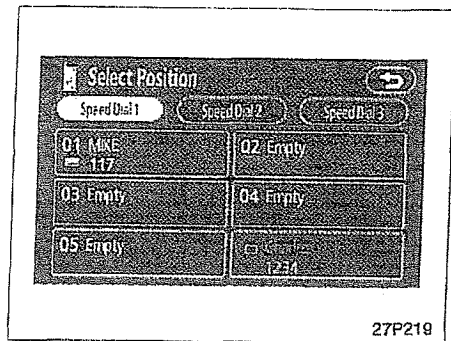 Select Position
Speed Dial 1 Speed Dial 2 Speed Dial 3
01 MIKE 02 Empty
117
03 Empty 04 Empty
05 Empty
1234
27P219